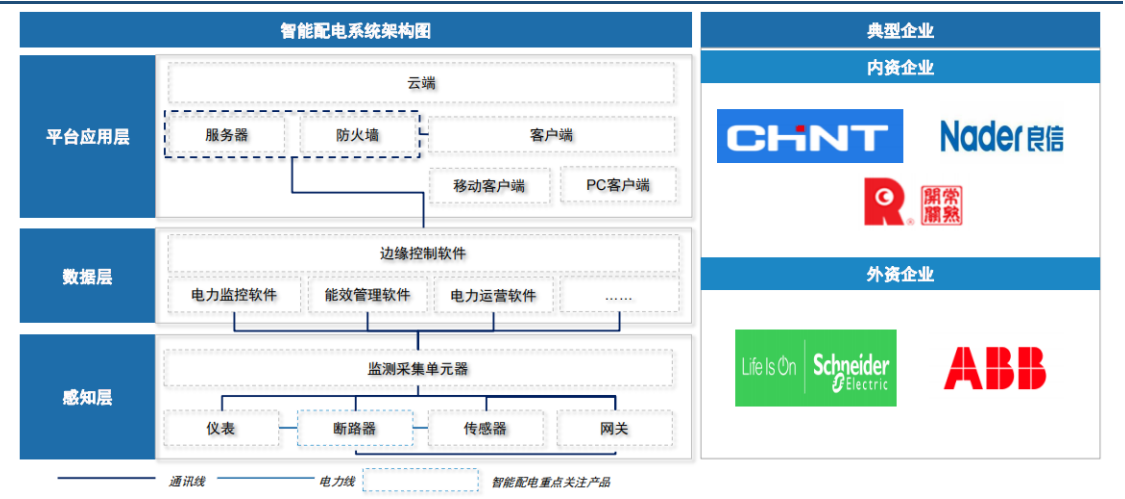 智能配电系统架构图
典型企业
平台应用层
云端
服务器
防火墙
客户端
移动客户端
PC客户端
数据层
边缘控制软件
电力监控软件
能效管理软件
电力运营软件
……
感知层
监测采集单元器
仪表
断路器
传感器
网关
通讯线
电力线
智能配电重点关注产品
内资企业
CHNT
Nader良信
R®
開常
關熟
外资企业
Life Is On
Schneider
Electric
ABB